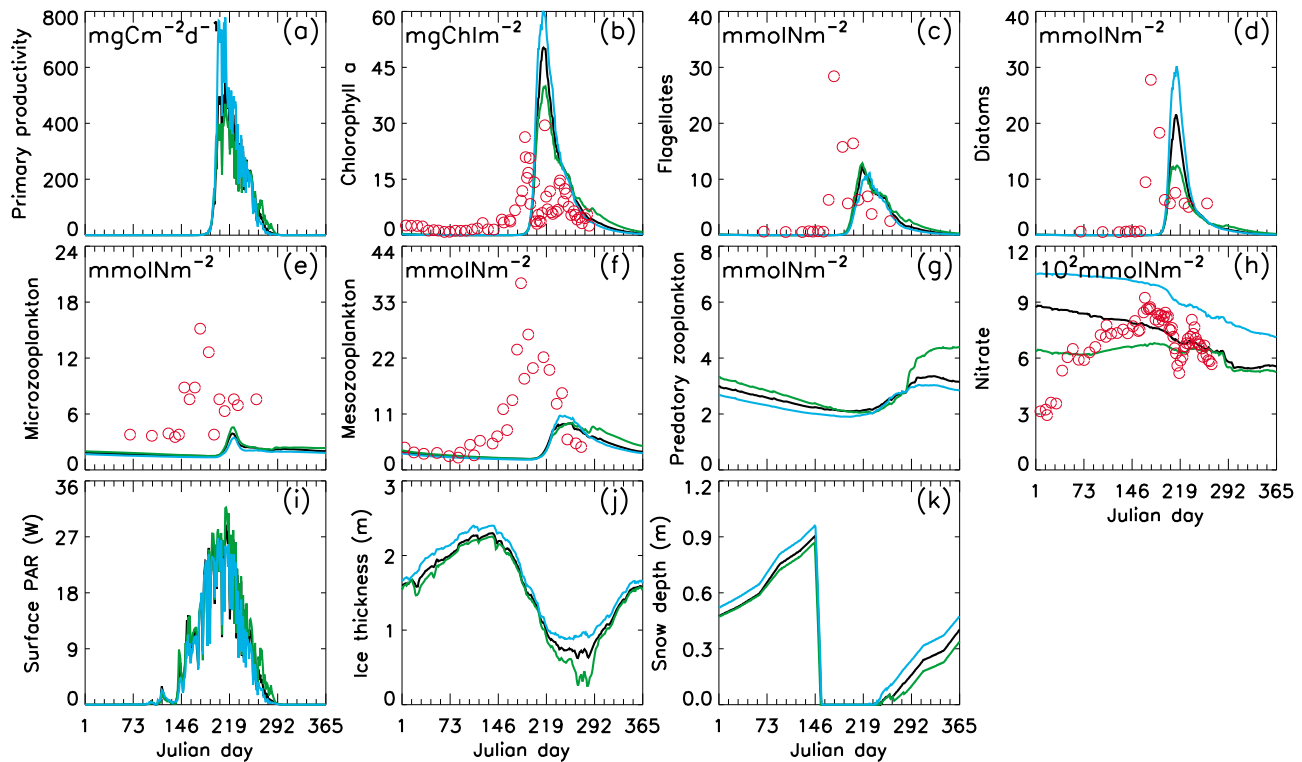 800 600 400 200 0
Primary productivity
mgCm−2d−1 (a)
60 45 30 15 0
Chlorophyll a
mgChlm−2 (b)
40 30 20 10 0
Flagellates
mmolNm−2 (c)
40 30 20 10 0
Diatoms
mmolNm−2 (d)
24 18 12 6 0
Microzooplankton
mmolNm−2 (e)
44 33 22 11 0
Mesozooplankton
mmolNm−2 (f)
8 6 4 2 0
Predatory zooplankton
mmolNm−2 (g)
12 9 6 3 0
Nitrate
102mmolNm−2 (h)
1 73 146 219 292 365
Julian day
36 27 18 9 0
Surface PAR (W)
(i)
1 73 146 219 292 365
Julian day
3 2 1 0
Ice thickness (m)
(j)
1 73 146 219 292 365
Julian day
1.2 0.9 0.6 0.3 0.0
Snow depth (m)
(k)
1 73 146 219 292 365
Julian day